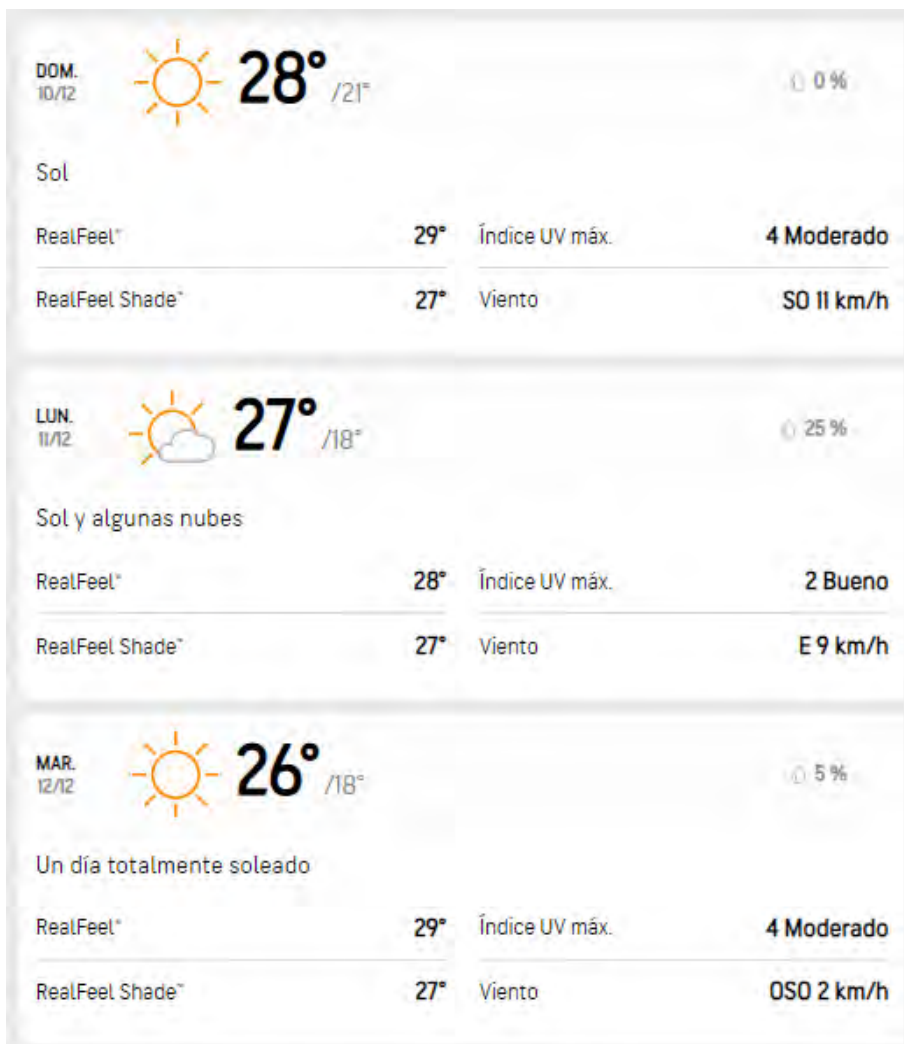 DOM. 28° /21° 0 %
10/12
Sol
RealFeel® 29° Índice UV máx. 4 Moderado
RealFeel Shade™ 27° Viento SO 11 km/h
LUN. 27° /18° 25 %
11/12
Sol y algunas nubes
RealFeel® 28° Índice UV máx. 2 Bueno
RealFeel Shade™ 27° Viento E 9 km/h
MAR. 26° /18° 5 %
12/12
Un día totalmente soleado
RealFeel® 29° Índice UV máx. 4 Moderado
RealFeel Shade™ 27° Viento OSO 2 km/h